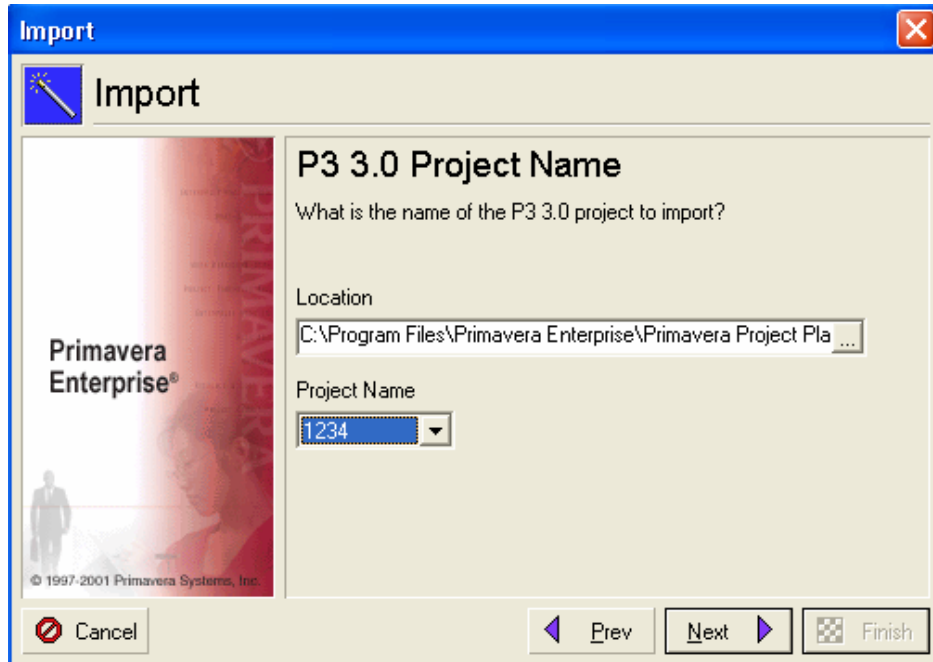 Import
Import
P3 3.0 Project Name
What is the name of the P3 3.0 project to import?
Location
C:\Program Files\Primavera Enterprise\Primavera Project Pla ...
Project Name
1234
PRIMAVERA
Primavera
Enterprise®
© 1997-2001 Primavera Systems, Inc.
Cancel
Prev
Next
Finish